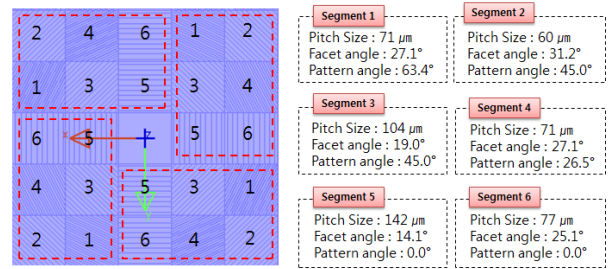 2 4 6 1 2
1 3 5 3 4
6 5 5 6
4 3 5 3 1
2 1 6 4 2
x
Segment 1
Pitch Size : 71 ㎛
Facet angle : 27.1°
Pattern angle : 63.4°
Segment 2
Pitch Size : 60 ㎛
Facet angle : 31.2°
Pattern angle : 45.0°
Segment 3
Pitch Size : 104 ㎛
Facet angle : 19.0°
Pattern angle : 45.0°
Segment 4
Pitch Size : 71 ㎛
Facet angle : 27.1°
Pattern angle : 26.5°
Segment 5
Pitch Size : 142 ㎛
Facet angle : 14.1°
Pattern angle : 0.0°
Segment 6
Pitch Size : 77 ㎛
Facet angle : 25.1°
Pattern angle : 0.0°